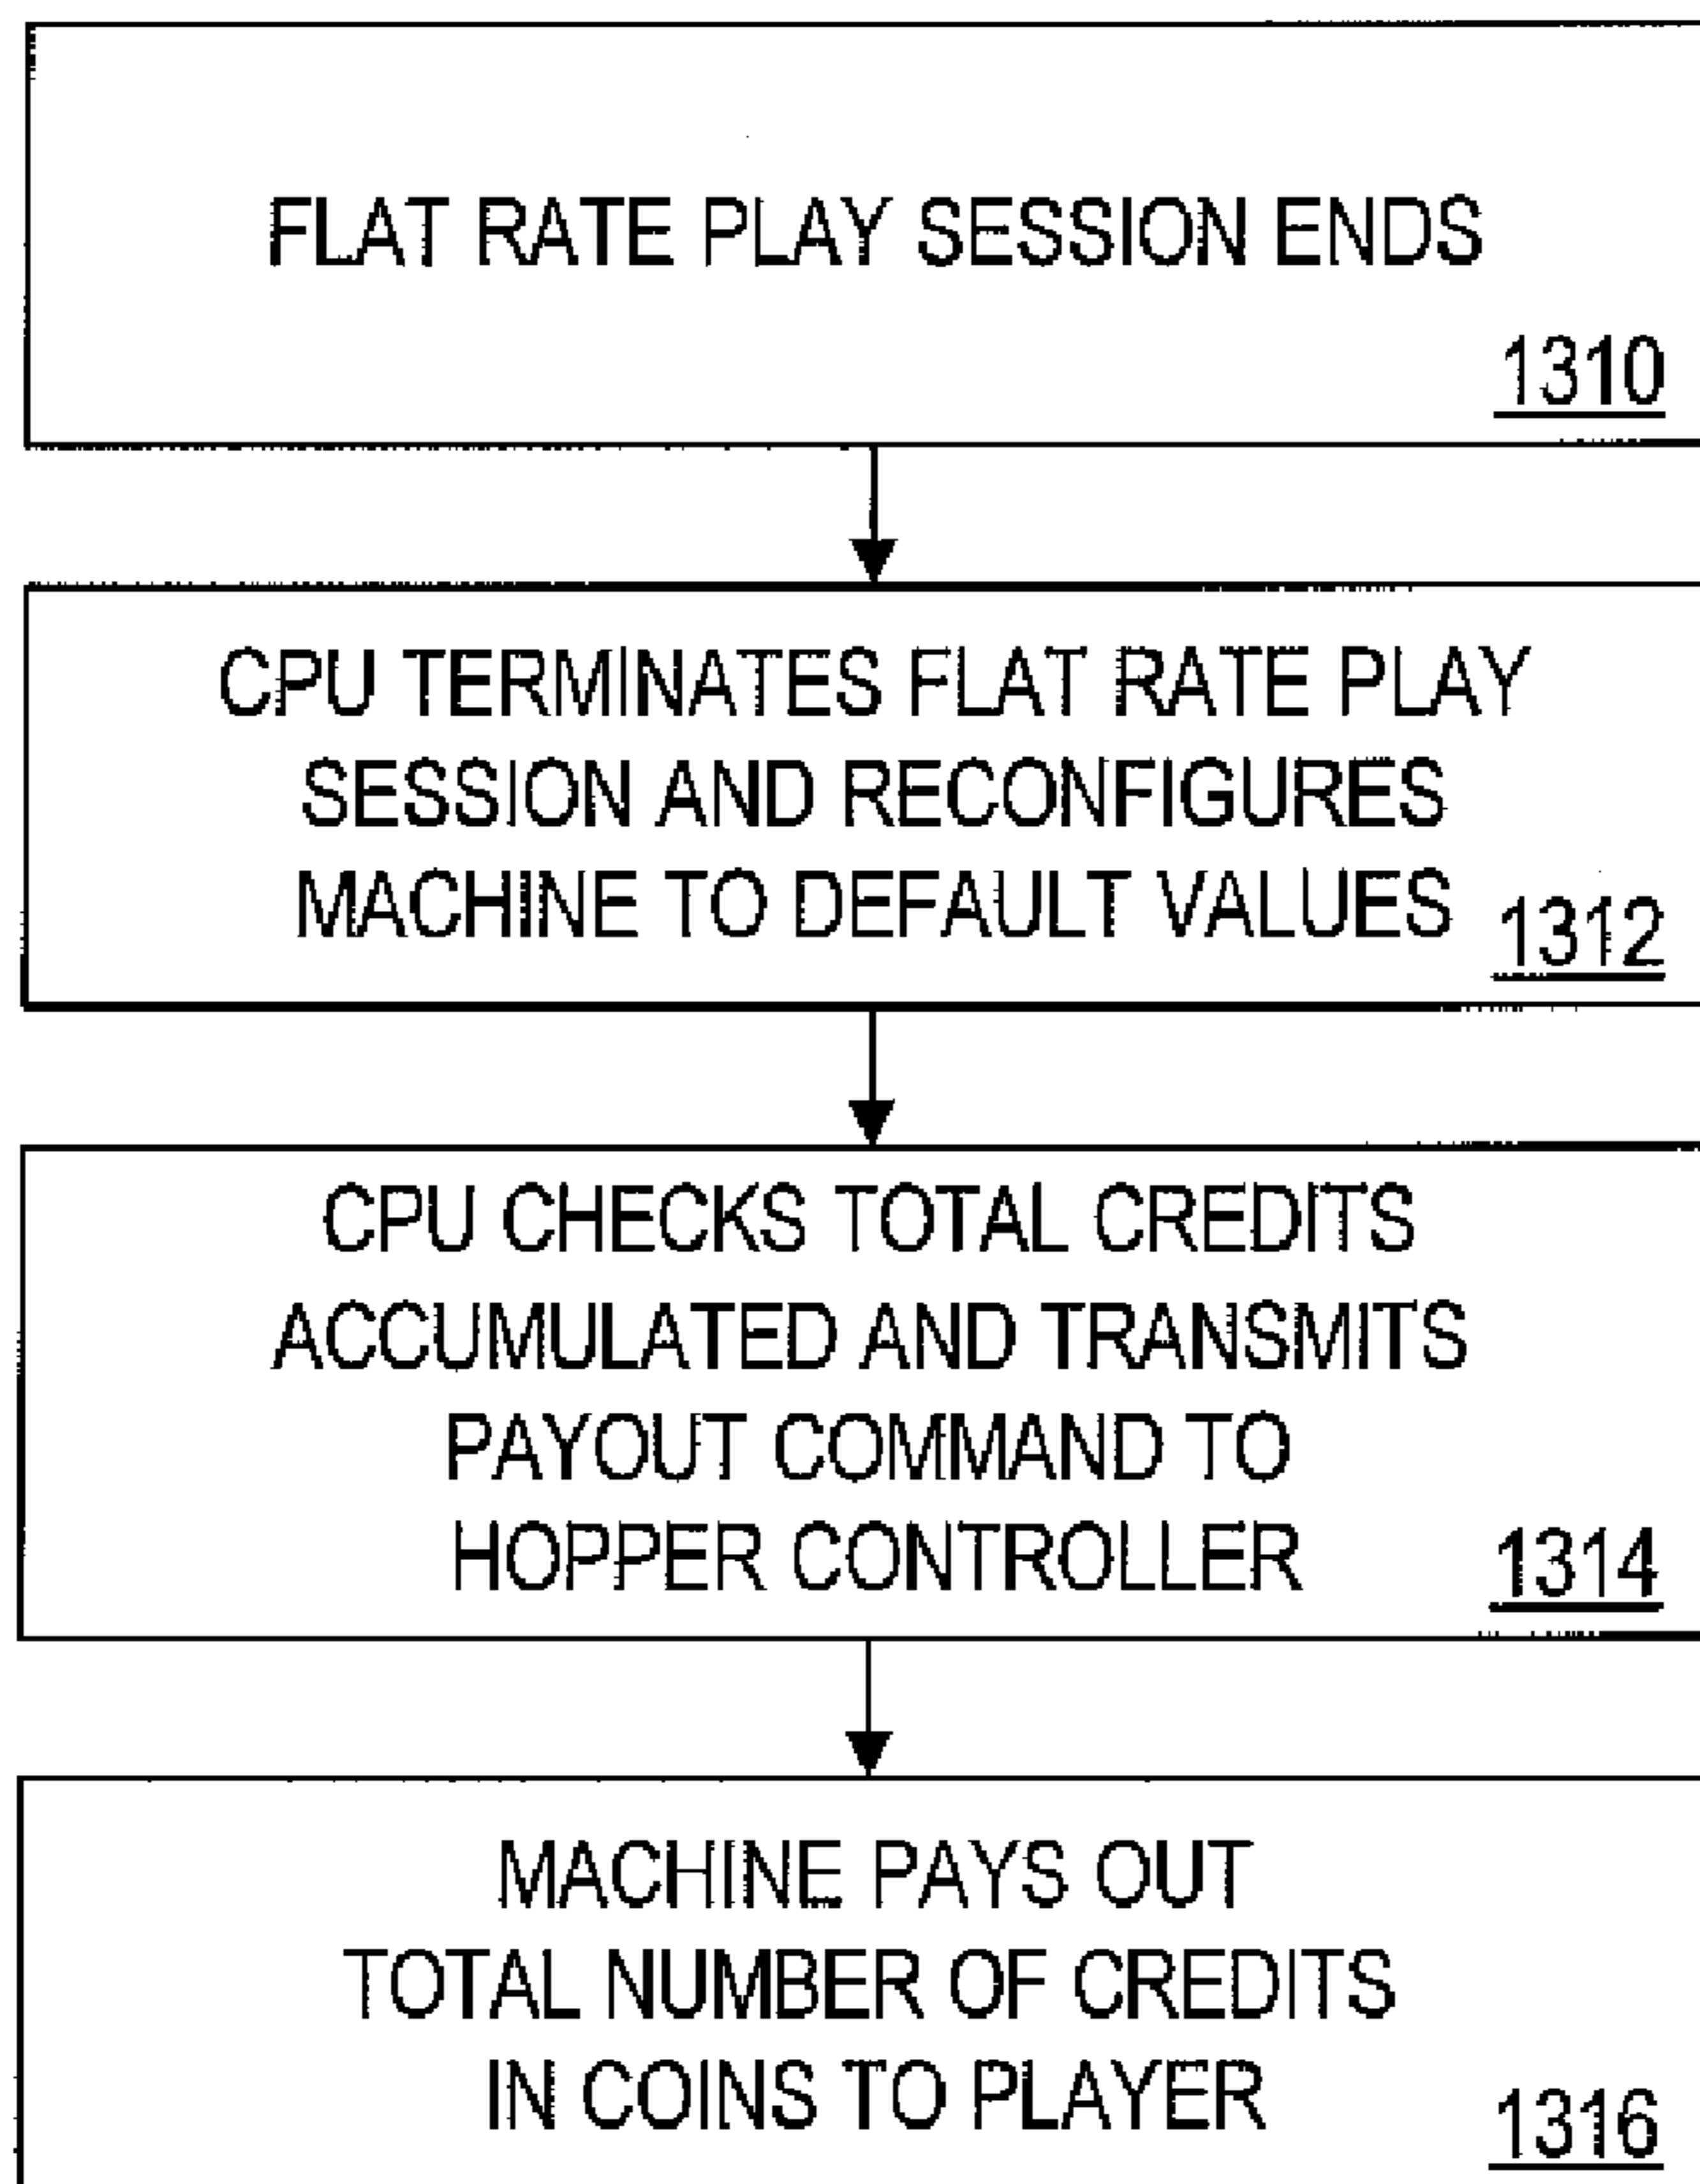 FLAT RATE PLAY SESSION ENDS
1310
CPU TERMINATES FLAT RATE PLAY
SESSION AND RECONFIGURES
MACHINE TO DEFAULT VALUES
1312
CPU CHECKS TOTAL CREDITS
ACCUMULATED AND TRANSMITS
PAYOUT COMMAND TO
HOPPER CONTROLLER
1314
MACHINE PAYS OUT
TOTAL NUMBER OF CREDITS
IN COINS TO PLAYER
1316